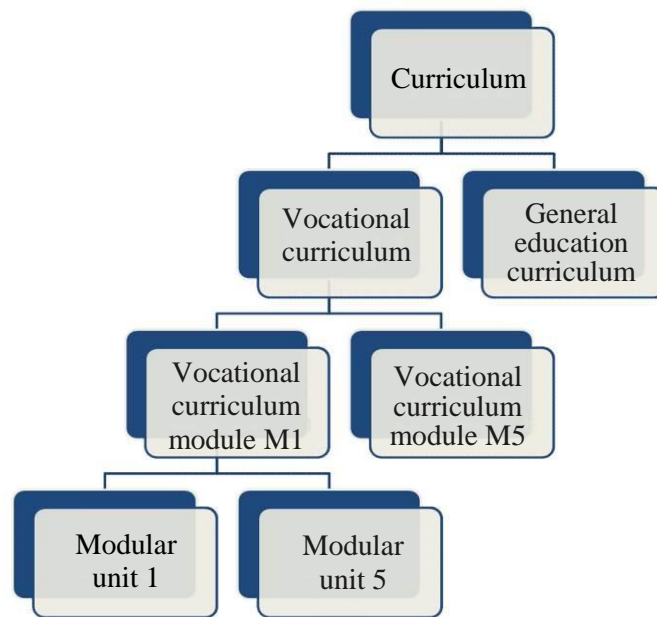 Curriculum
Vocational
curriculum
General
education
curriculum
Vocational
curriculum
module M1
Vocational
curriculum
module M5
Modular
unit 1
Modular
unit 5